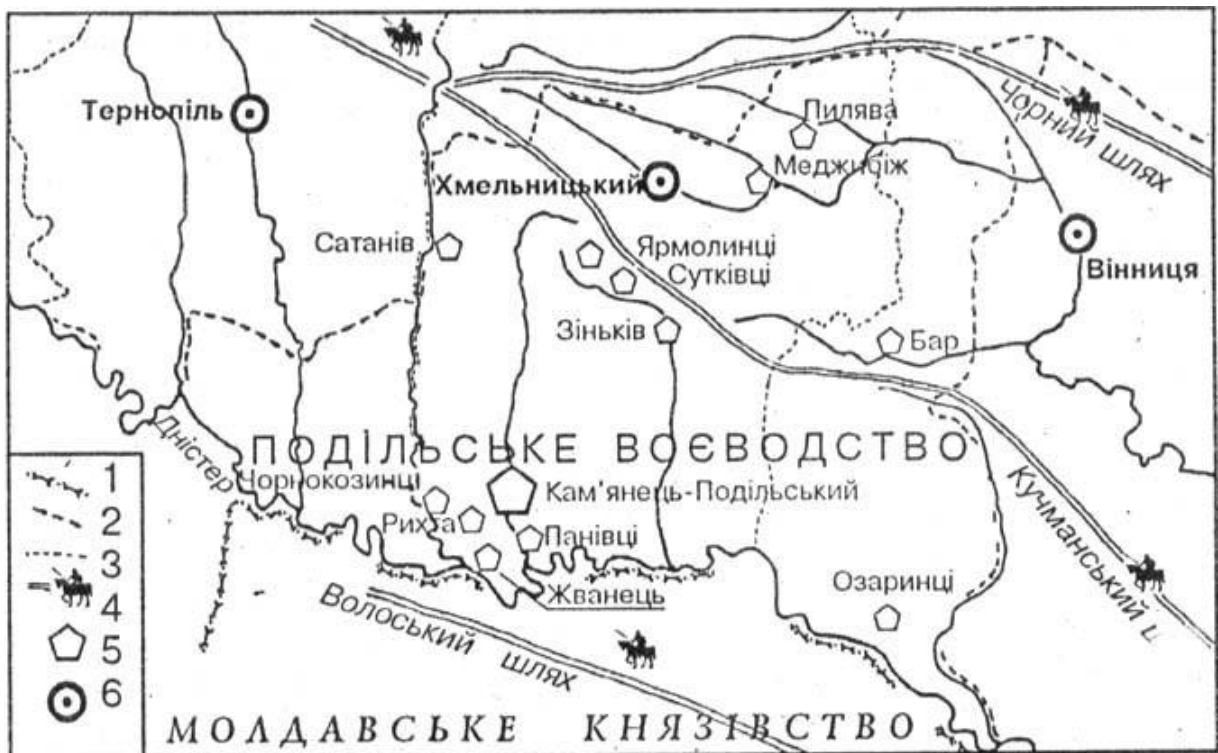 Тернопіль
Чорний шлях
Пилява
Меджибіж
Хмельницький
Сатанів
Ярмолинці
Сутківці
Вінниця
Зіньків
Бар
Дністер
ПОДІЛЬСЬКЕ ВОЄВОДСТВО
Чорнокозинці
Кам'янець-Подільський
Рихта
Панівці
Жванець
Озаринці
Кучманський
Волоський шлях
МОЛДАВСЬКЕ КНЯЗІВСТВО
1
2
3
4
5
6